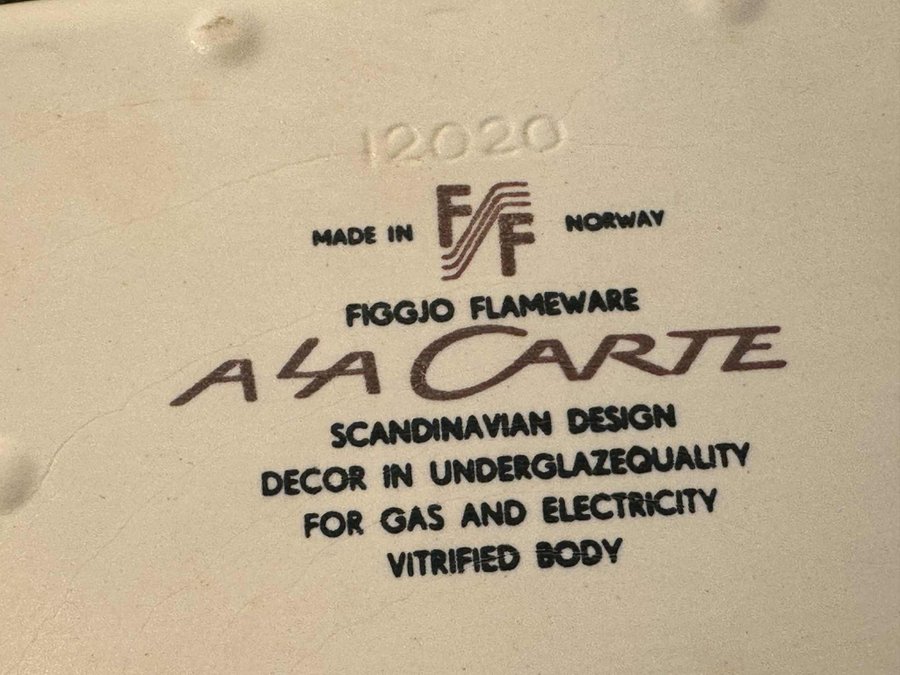 12020
MADE IN FF NORWAY
FIGGJO FLAMEWARE
A LA CARTE
SCANDINAVIAN DESIGN
DECOR IN UNDERGLAZEQUALITY
FOR GAS AND ELECTRICITY
VITRIFIED BODY